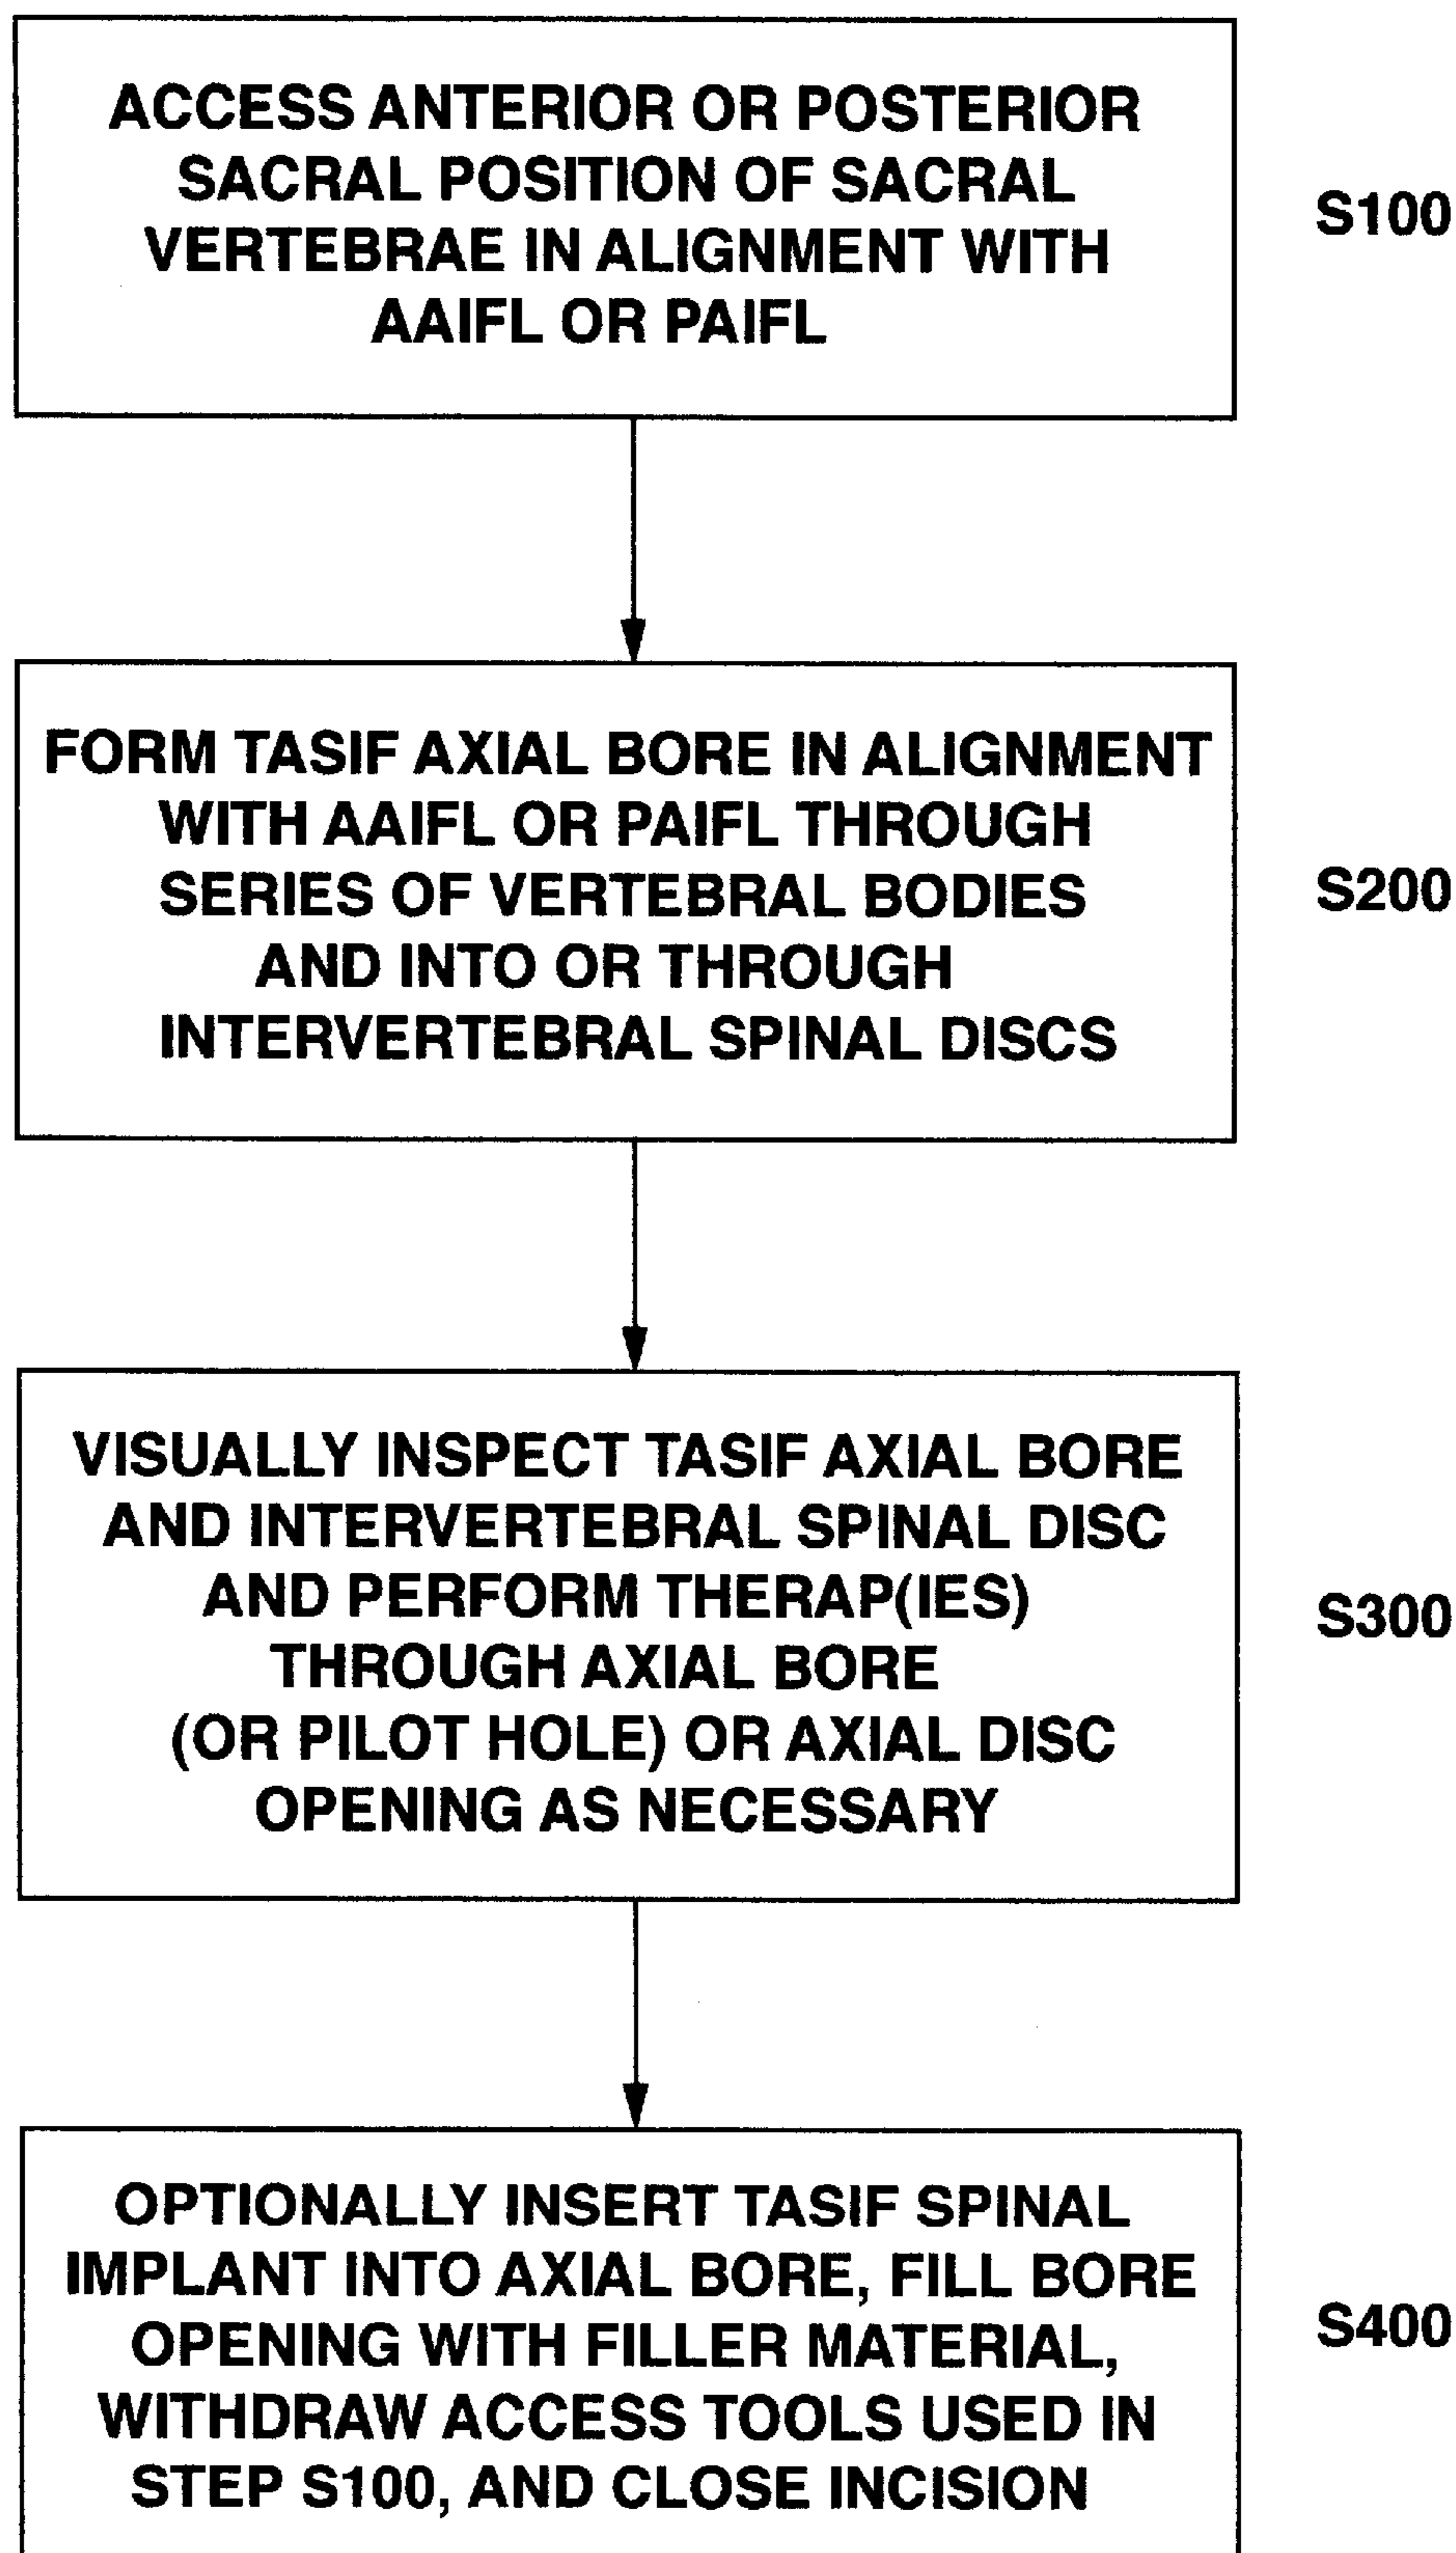 ACCESS ANTERIOR OR POSTERIOR
SACRAL POSITION OF SACRAL
VERTEBRAE IN ALIGNMENT WITH
AAIFL OR PAIFL
S100
FORM TASIF AXIAL BORE IN ALIGNMENT
WITH AAIFL OR PAIFL THROUGH
SERIES OF VERTEBRAL BODIES
AND INTO OR THROUGH
INTERVERTEBRAL SPINAL DISCS
S200
VISUALLY INSPECT TASIF AXIAL BORE
AND INTERVERTEBRAL SPINAL DISC
AND PERFORM THERAP(IES)
THROUGH AXIAL BORE
(OR PILOT HOLE) OR AXIAL DISC
OPENING AS NECESSARY
S300
OPTIONALLY INSERT TASIF SPINAL
IMPLANT INTO AXIAL BORE, FILL BORE
OPENING WITH FILLER MATERIAL,
WITHDRAW ACCESS TOOLS USED IN
STEP S100, AND CLOSE INCISION
S400